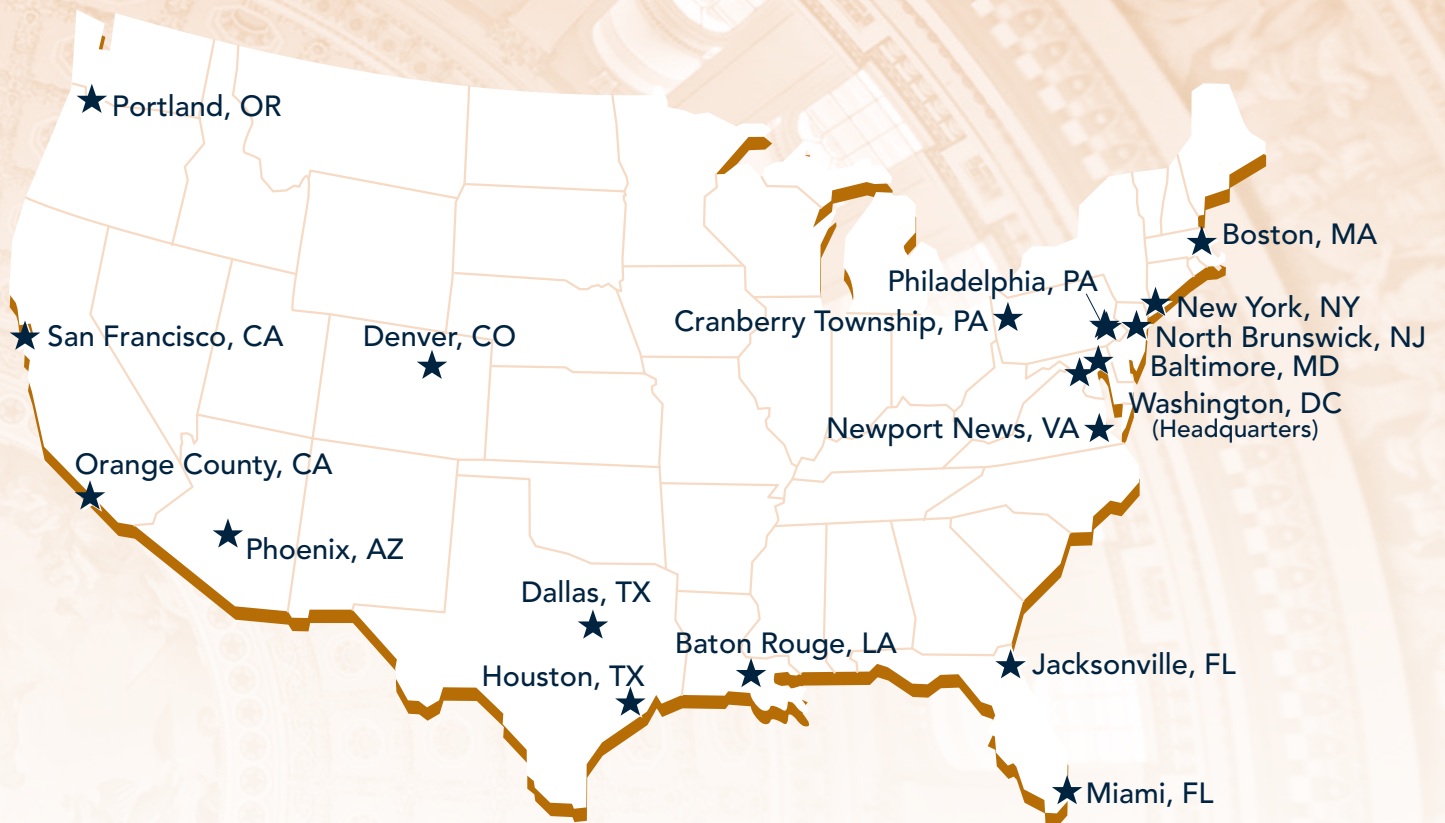 Portland, OR
Boston, MA
Philadelphia, PA
New York, NY
Cranberry Township, PA
San Francisco, CA
Denver, CO
North Brunswick, NJ
Baltimore, MD
Washington, DC
(Headquarters)
Newport News, VA
Orange County, CA
Phoenix, AZ
Dallas, TX
Baton Rouge, LA
Houston, TX
Jacksonville, FL
Miami, FL